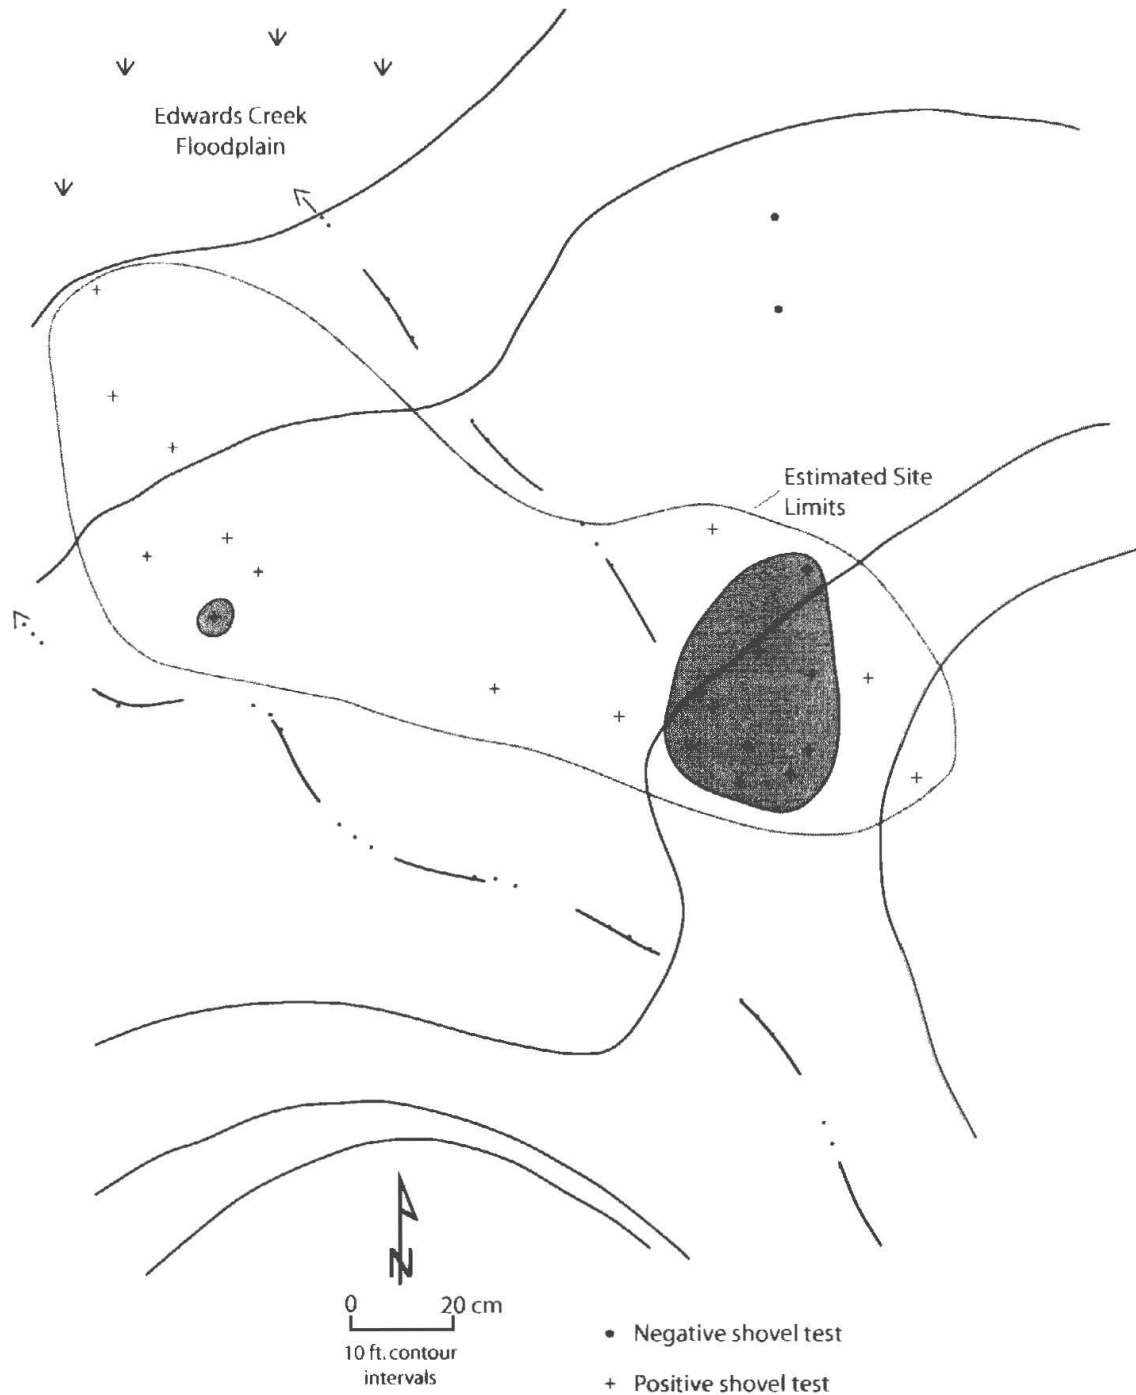 Edwards Creek
Floodplain
Estimated Site
Limits
N
0 20 cm
10 ft. contour
intervals
Negative shovel test
Positive shovel test